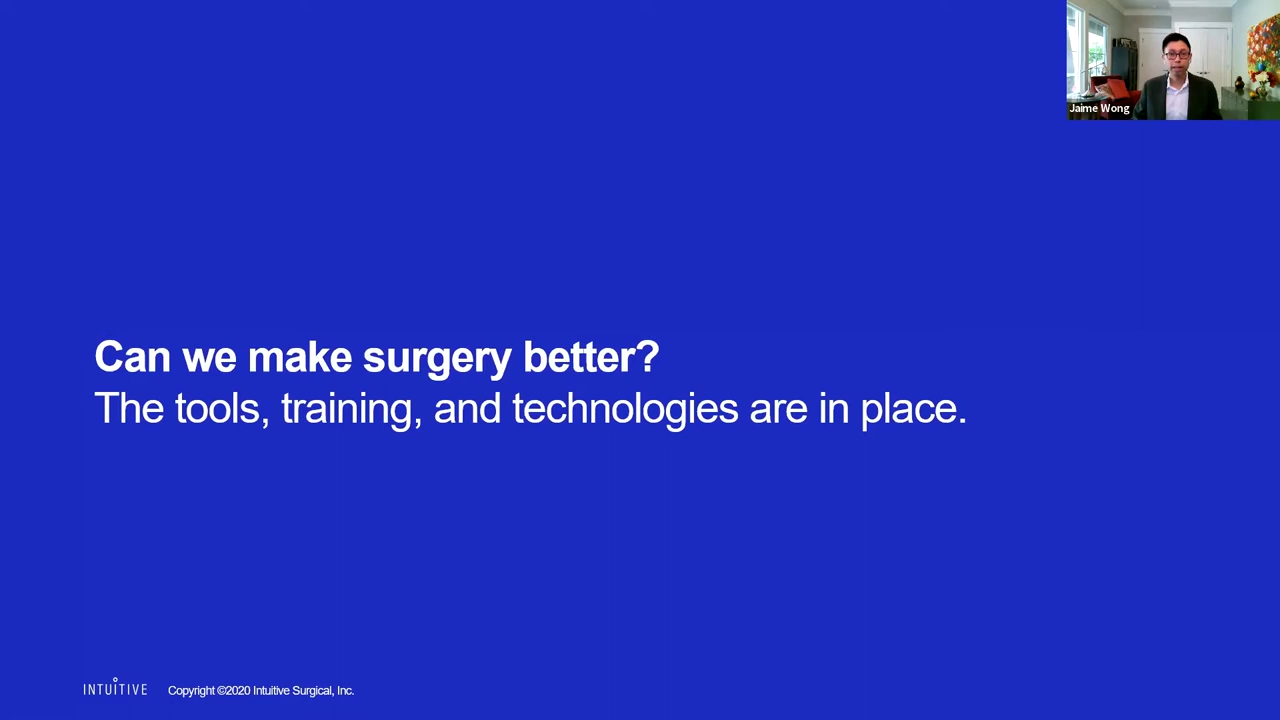 Jaime Wong
Can we make surgery better?
The tools, training, and technologies are in place.
INTUITIVE
Copyright ©2020 Intuitive Surgical, Inc.